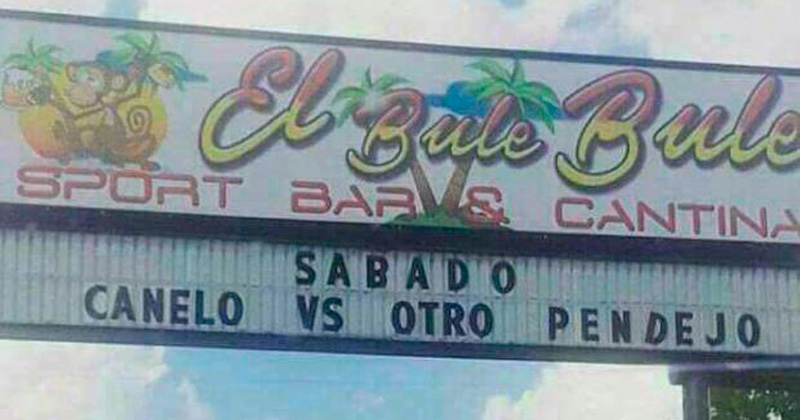 El Bule Bule
SPORT BAR & CANTINA
SABADO
CANELO VS OTRO PENDEJO